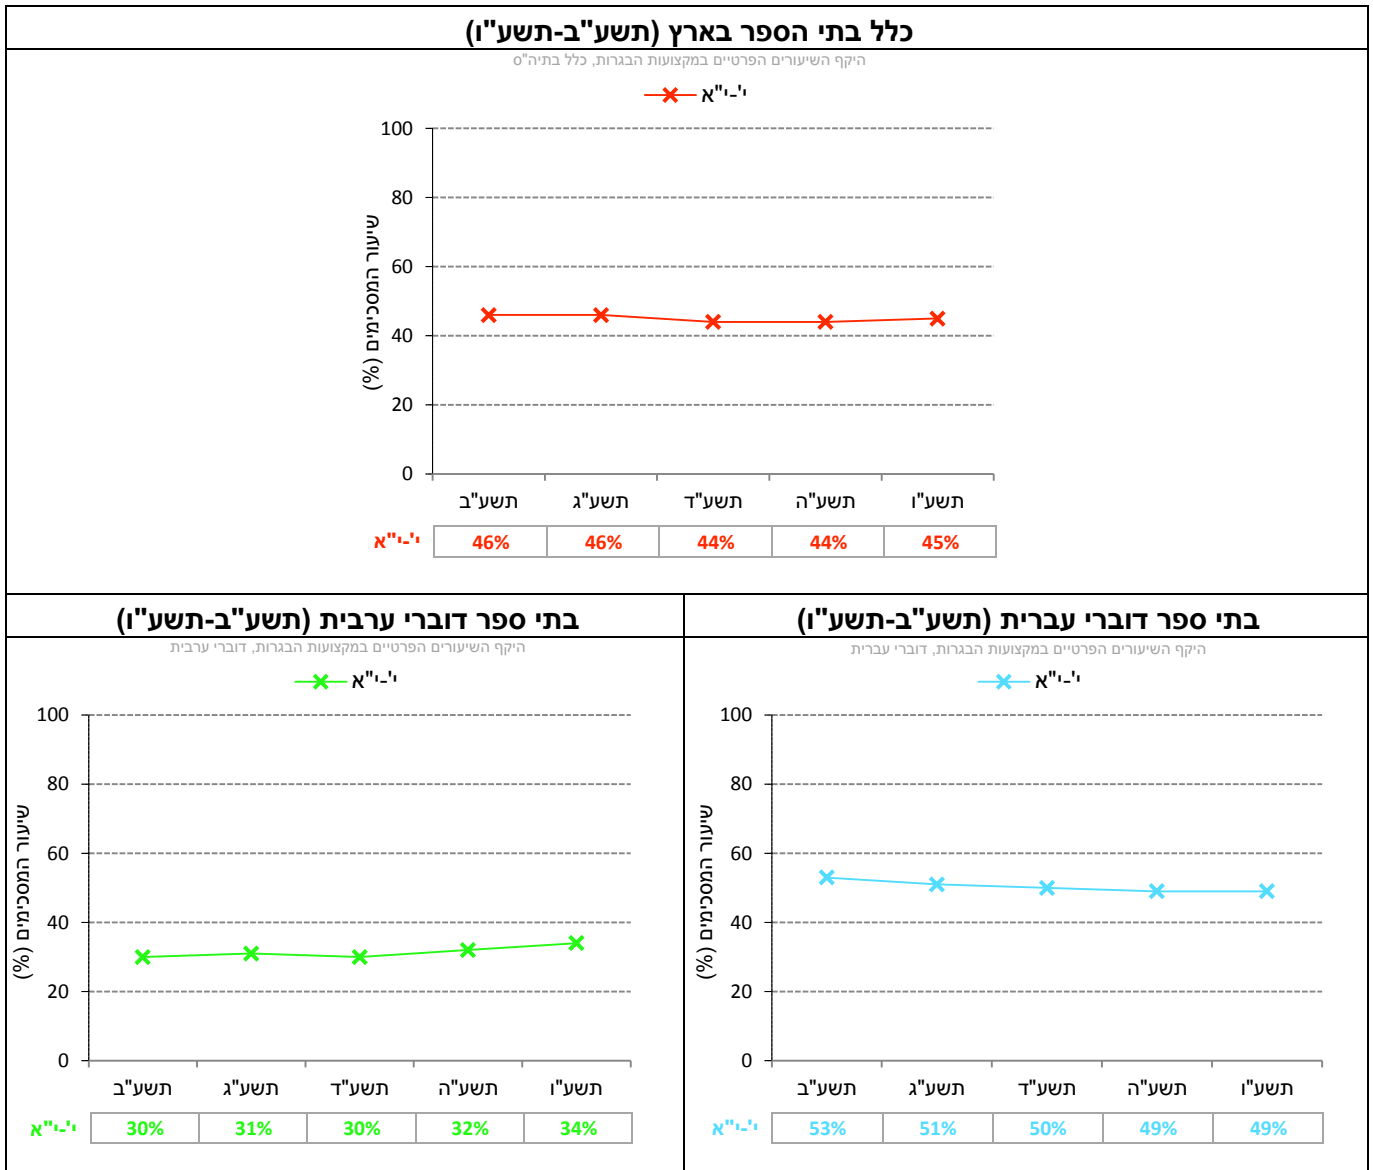 כלל בתי הספר בארץ (תשע"ב-תשע"ו)
היקף השיעורים הפרטיים במקצועות הבגרות, כלל בתיה"ס
י'-י"א
שיעור המסכימים (%)
100
80
60
40
20
0
תשע"ב תשע"ג תשע"ד תשע"ה תשע"ו
י'-י"א 46% 46% 44% 44% 45%
בתי ספר דוברי עברית (תשע"ב-תשע"ו)
היקף השיעורים הפרטיים במקצועות הבגרות, דוברי עברית
י'-י"א
שיעור המסכימים (%)
100
80
60
40
20
0
תשע"ב תשע"ג תשע"ד תשע"ה תשע"ו
י'-י"א 53% 51% 50% 49% 49%
בתי ספר דוברי ערבית (תשע"ב-תשע"ו)
היקף השיעורים הפרטיים במקצועות הבגרות, דוברי ערבית
י'-י"א
שיעור המסכימים (%)
100
80
60
40
20
0
תשע"ב תשע"ג תשע"ד תשע"ה תשע"ו
י'-י"א 30% 31% 30% 32% 34%